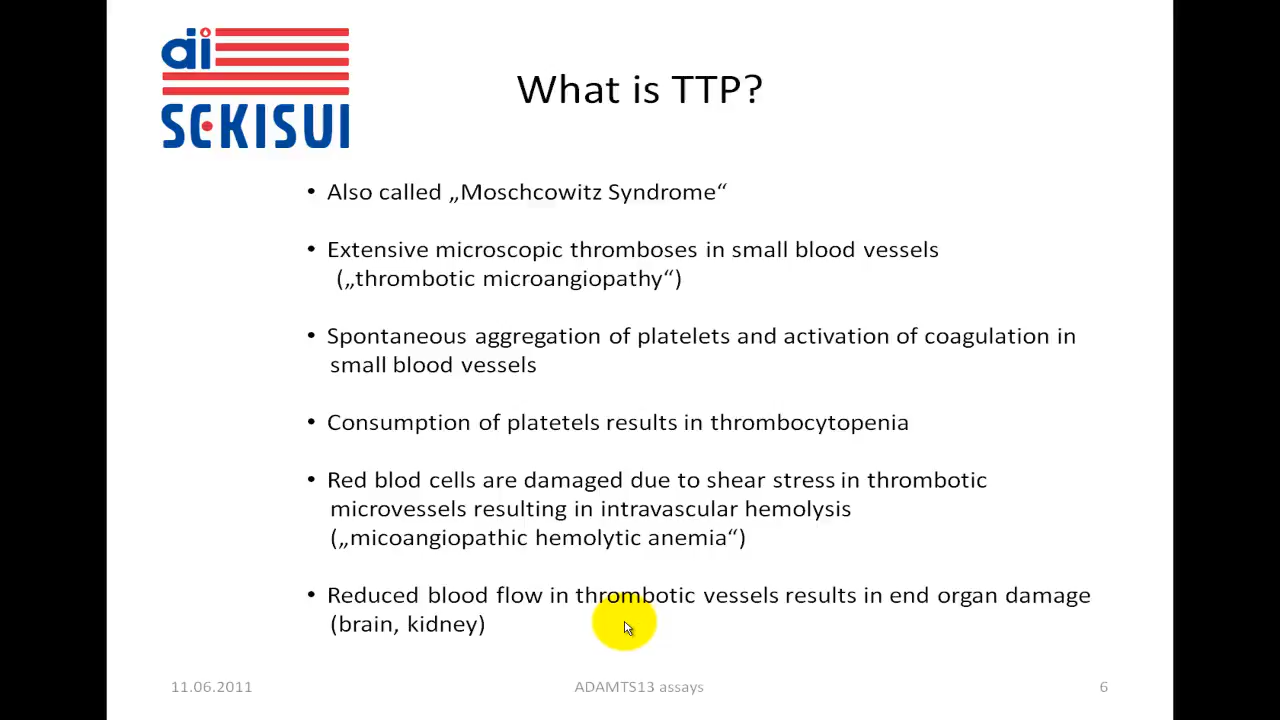 ai
SEKISUI
What is TTP?
• Also called „Moschcowitz Syndrome“
• Extensive microscopic thromboses in small blood vessels
(„thrombotic microangiopathy“)
• Spontaneous aggregation of platelets and activation of coagulation in
small blood vessels
• Consumption of platetels results in thrombocytopenia
• Red blod cells are damaged due to shear stress in thrombotic
microvessels resulting in intravascular hemolysis
(„micoangiopathic hemolytic anemia“)
• Reduced blood flow in thrombotic vessels results in end organ damage
(brain, kidney)
11.06.2011
ADAMTS13 assays
6